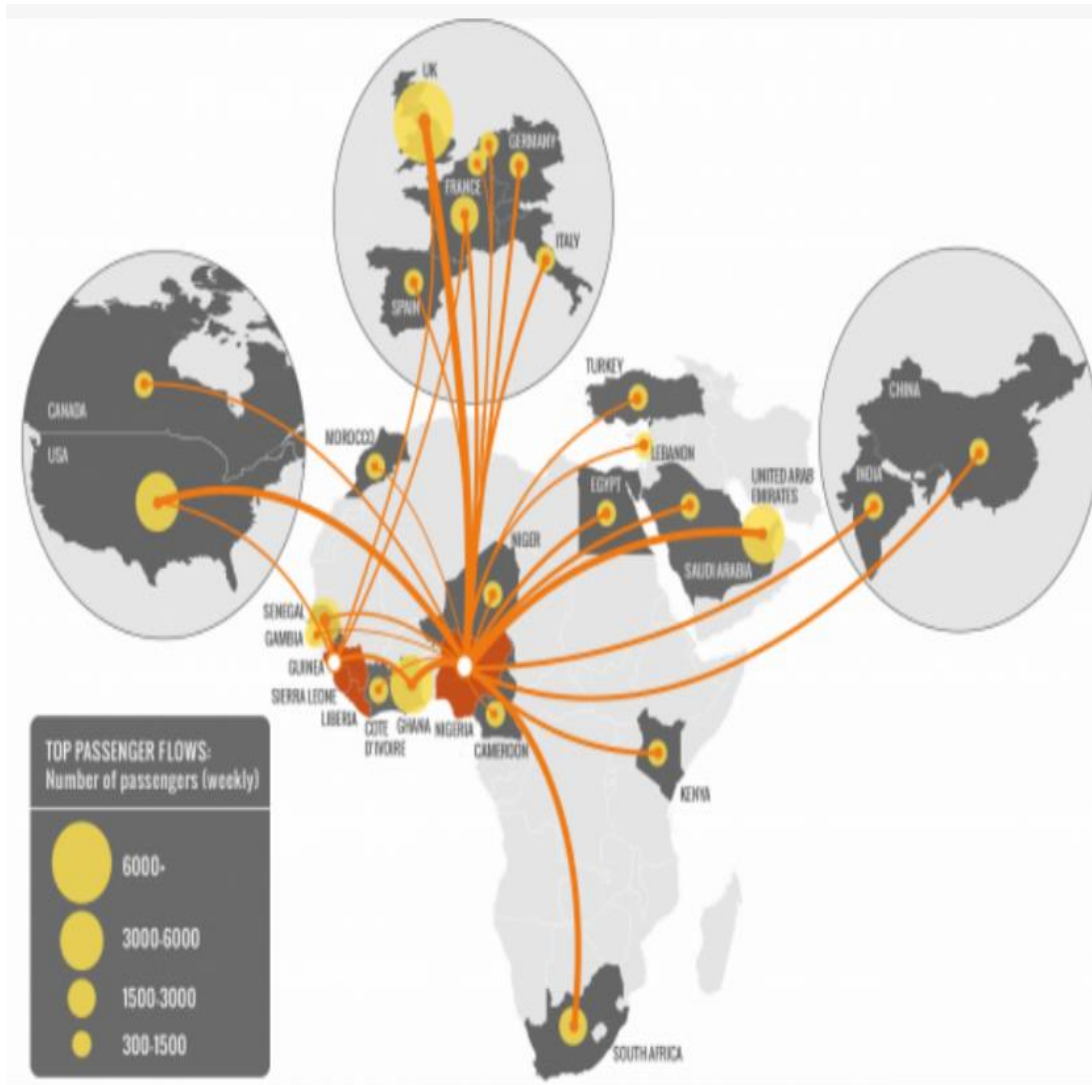 UK
GERMANY
FRANCE
ITALY
SPAIN
CANADA
USA
TURKEY
LEBANON
MOROCCO
EGYPT
UNITED ARAB
EMIRATES
SAUDI ARABIA
NIGER
CHINA
INDIA
SENEGAL
GAMBIA
GUINEA
SIERRA LEONE
LIBERIA
COTE
D'IVOIRE
GHANA
NIGERIA
CAMEROON
KENYA
SOUTH AFRICA
TOP PASSENGER FLOWS:
Number of passengers (weekly)
6000+
3000-6000
1500-3000
300-1500